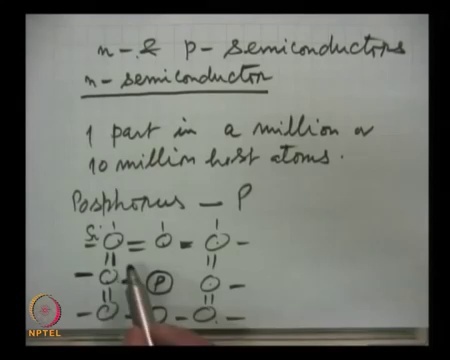 n- & p- semiconductors
n- semiconductor
1 part in a million or
10 million host atoms.
Posphorus - P
Si
P
NPTEL